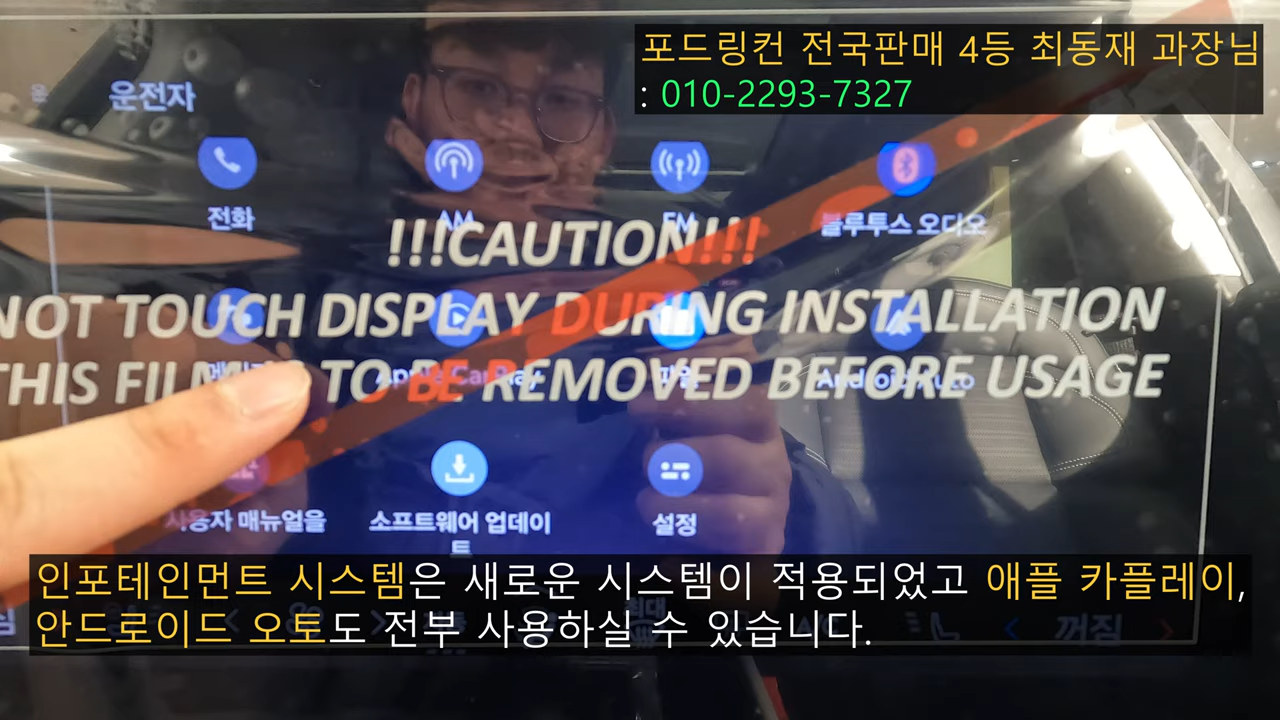 포드링컨 전국판매 4등 최동재 과장님
: 010-2293-7327
운전자
전화
AM
FM
블루투스 오디오
!!!CAUTION!!!
NOT TOUCH DISPLAY DURING INSTALLATION
THIS FILM TO BE REMOVED BEFORE USAGE
Apple CarPlay
Android Auto
사용자 매뉴얼을
소프트웨어 업데이
트
설정
인포테인먼트 시스템은 새로운 시스템이 적용되었고 애플 카플레이,
안드로이드 오토도 전부 사용하실 수 있습니다.
최대
A/C
꺼짐